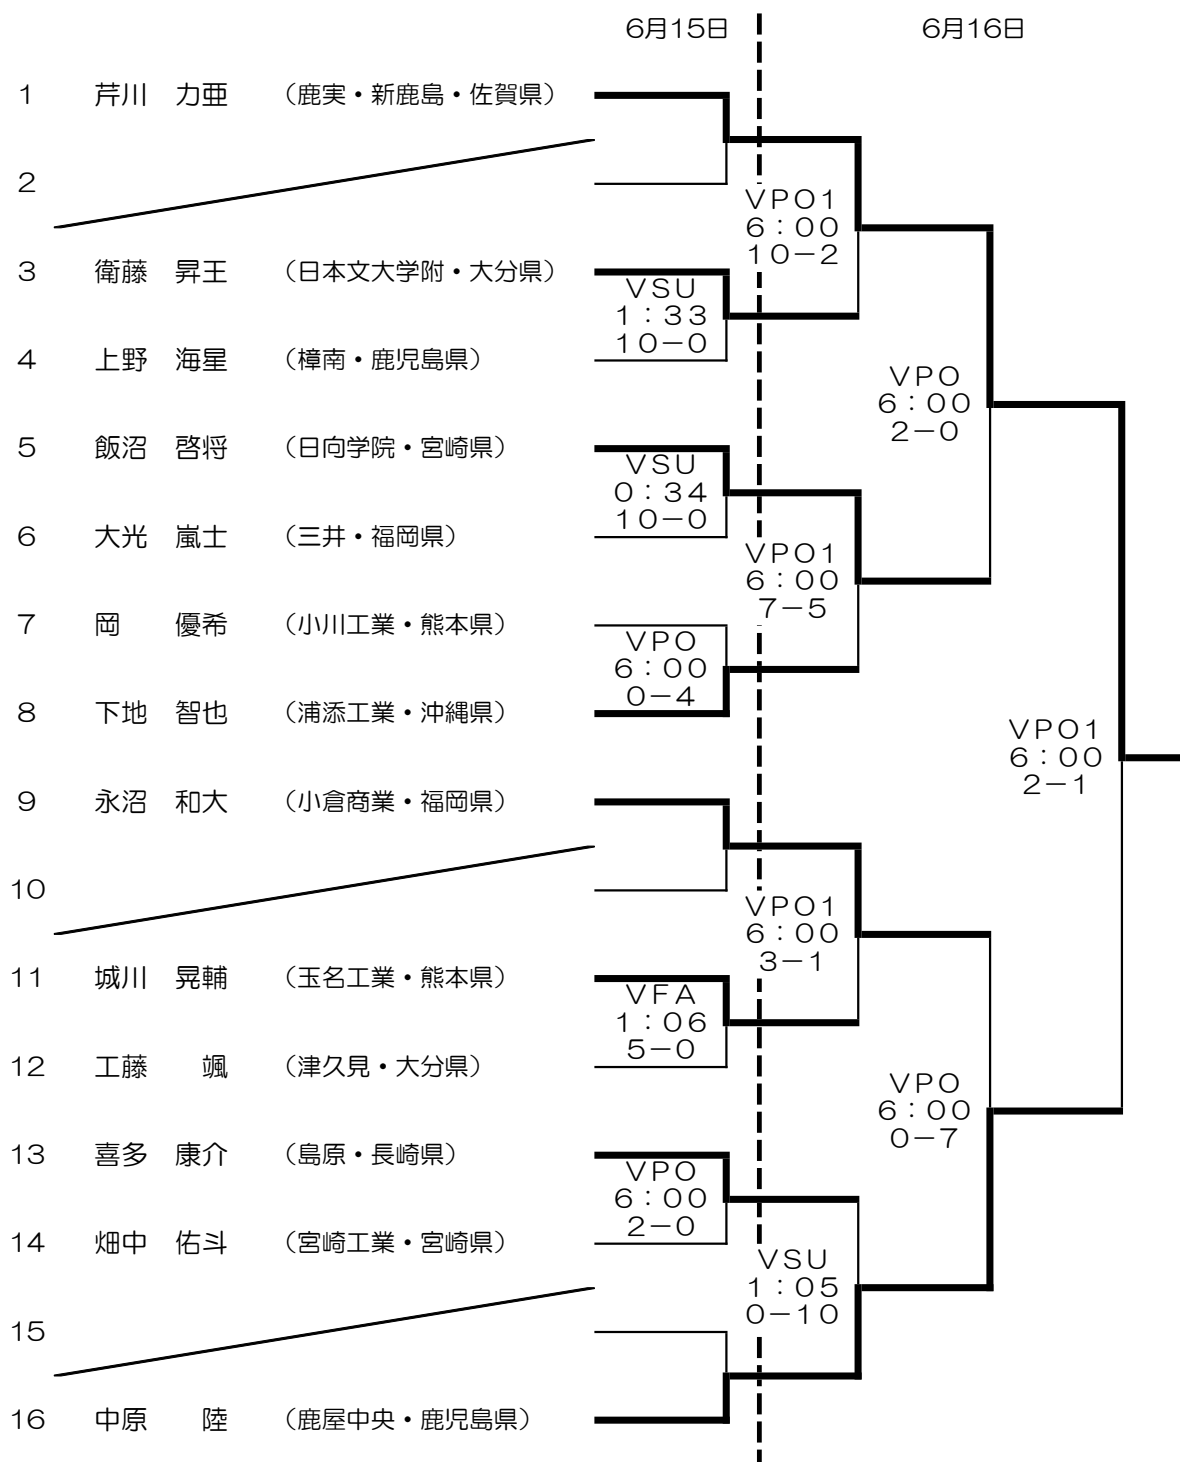 6月15日 6月16日
1 芹川 力亜 （鹿実・新鹿島・佐賀県）
2
VPO1
6：00
10－2
3 衛藤 昇王 （日本文大学附・大分県）
VSU
1：33
10－0
4 上野 海星 （樟南・鹿児島県）
VPO
6：00
2－0
5 飯沼 啓将 （日向学院・宮崎県）
VSU
0：34
10－0
6 大光 嵐士 （三井・福岡県）
VPO1
6：00
7－5
7 岡 優希 （小川工業・熊本県）
VPO
6：00
0－4
8 下地 智也 （浦添工業・沖縄県）
VPO1
6：00
2－1
9 永沼 和大 （小倉商業・福岡県）
10
VPO1
6：00
3－1
11 城川 晃輔 （玉名工業・熊本県）
VFA
1：06
5－0
12 工藤 颯 （津久見・大分県）
VPO
6：00
0－7
13 喜多 康介 （島原・長崎県）
VPO
6：00
2－0
14 畑中 佑斗 （宮崎工業・宮崎県）
VSU
1：05
0－10
15
16 中原 陸 （鹿屋中央・鹿児島県）